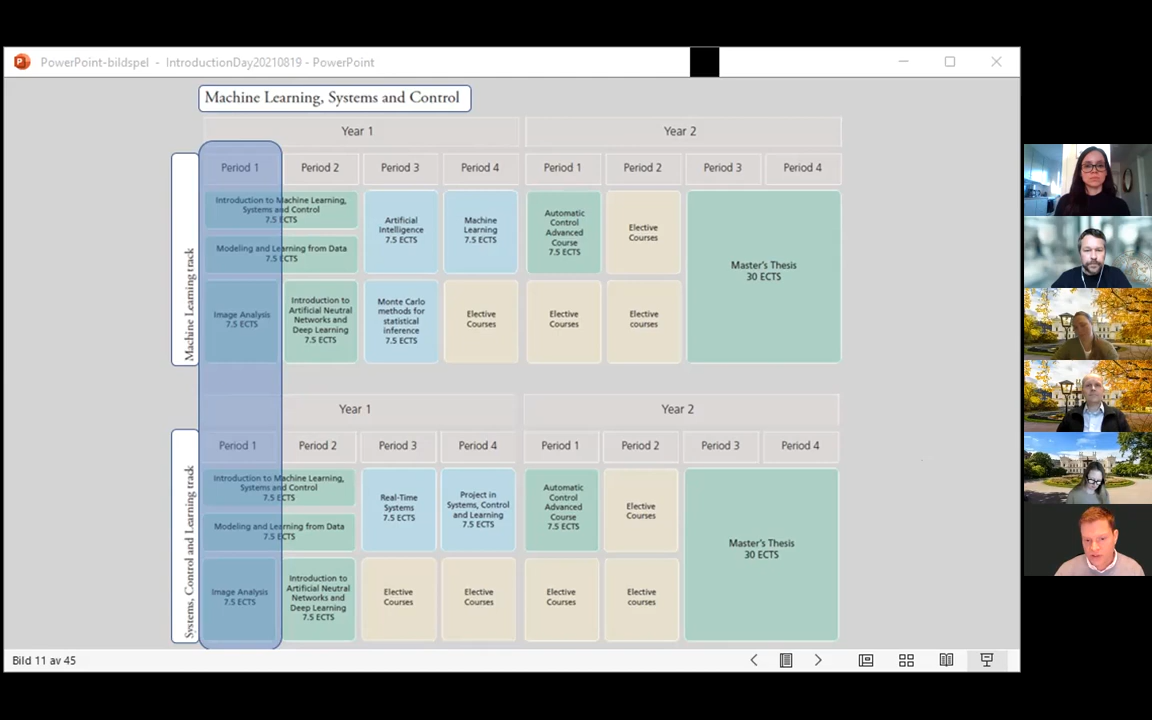 PowerPoint-bildspel - IntroductionDay20210819 - PowerPoint
Machine Learning, Systems and Control
Machine Learning track
Year 1
Year 2
Period 1
Period 2
Period 3
Period 4
Period 1
Period 2
Period 3
Period 4
Introduction to Machine Learning,
Systems and Control
7.5 ECTS
Modeling and Learning from Data
7.5 ECTS
Image Analysis
7.5 ECTS
Introduction to
Artificial Neutral
Networks and
Deep Learning
7.5 ECTS
Artificial
Intelligence
7.5 ECTS
Monte Carlo
methods for
statistical
inference
7.5 ECTS
Machine
Learning
7.5 ECTS
Elective
Courses
Automatic
Control
Advanced
Course
7.5 ECTS
Elective
Courses
Elective
Courses
Elective
courses
Master's Thesis
30 ECTS
Systems, Control and Learning track
Year 1
Year 2
Period 1
Period 2
Period 3
Period 4
Period 1
Period 2
Period 3
Period 4
Introduction to Machine Learning,
Systems and Control
7.5 ECTS
Modeling and Learning from Data
7.5 ECTS
Image Analysis
7.5 ECTS
Introduction to
Artificial Neutral
Networks and
Deep Learning
7.5 ECTS
Real-Time
Systems
7.5 ECTS
Elective
Courses
Project in
Systems, Control
and Learning
7.5 ECTS
Elective
Courses
Automatic
Control
Advanced
Course
7.5 ECTS
Elective
Courses
Elective
Courses
Elective
courses
Master's Thesis
30 ECTS
Bild 11 av 45